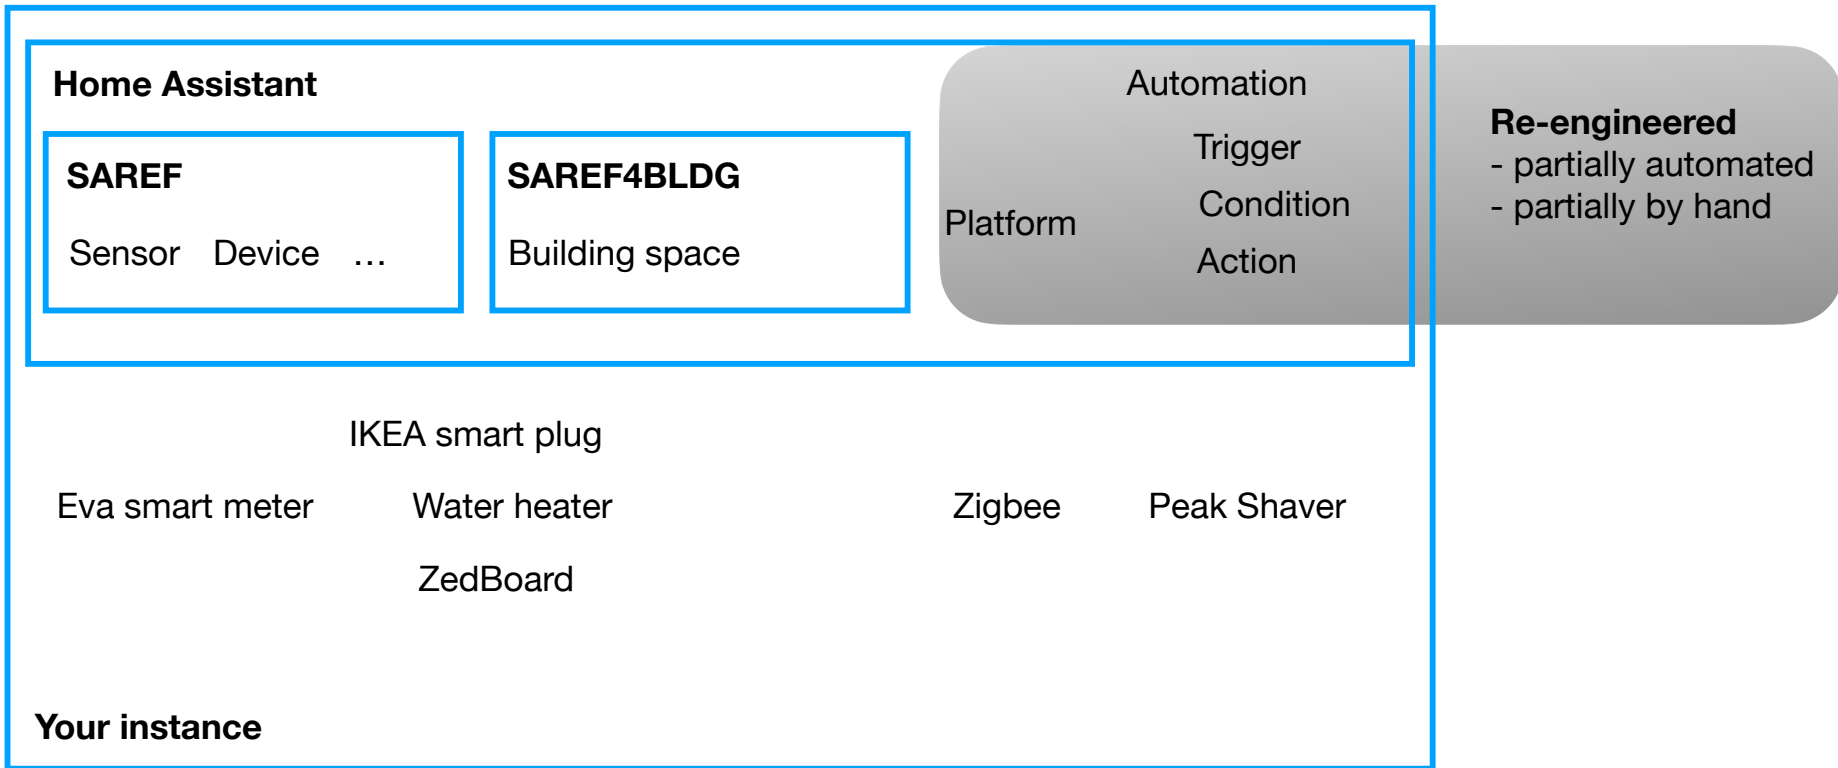 Home Assistant
SAREF
Sensor Device …
SAREF4BLDG
Building space
Platform
Automation
Trigger
Condition
Action
Re-engineered
- partially automated
- partially by hand
IKEA smart plug
Eva smart meter
Water heater
ZedBoard
Zigbee
Peak Shaver
Your instance